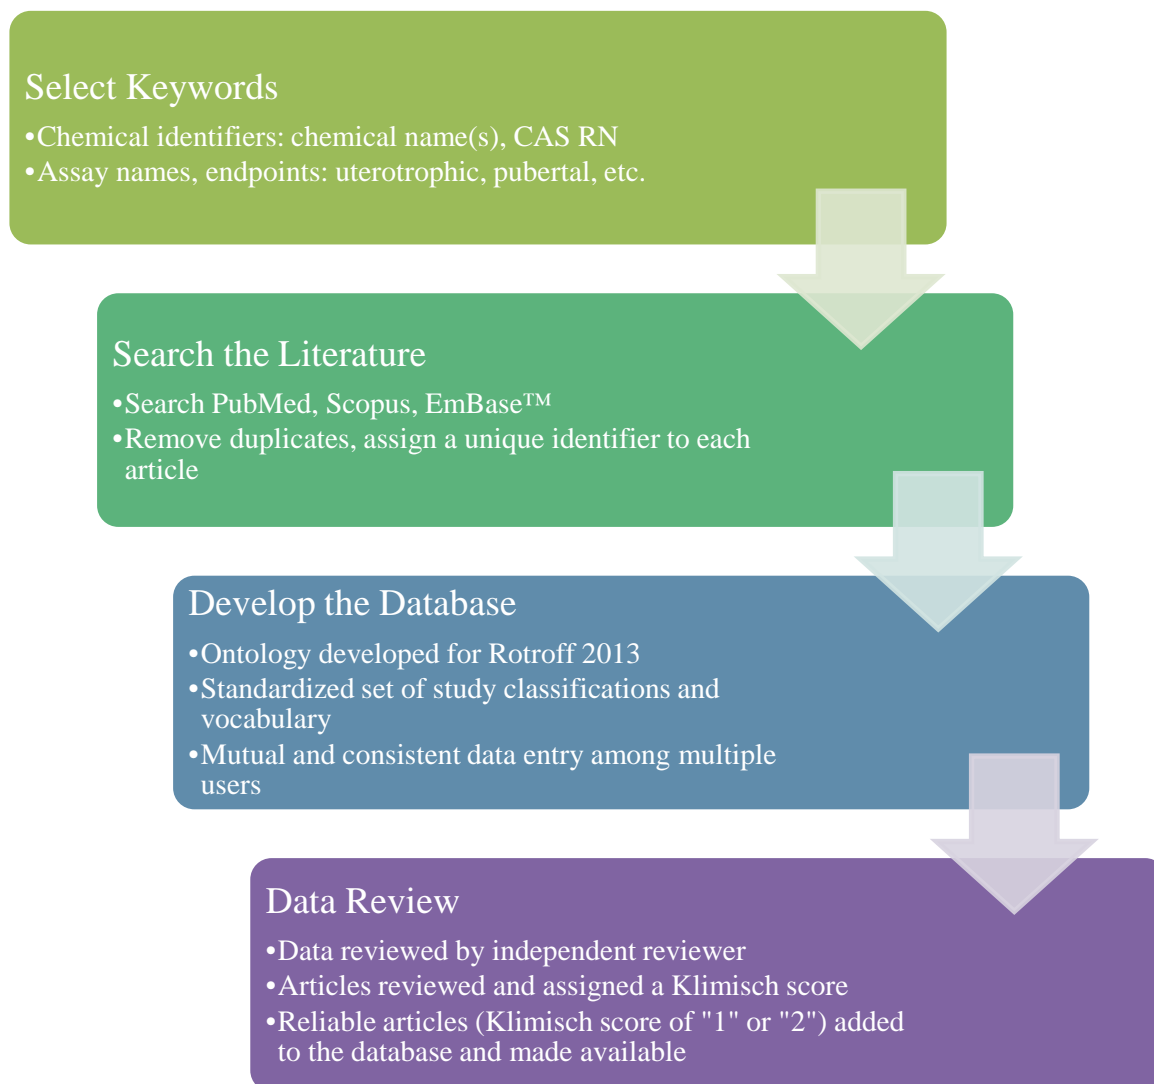 Select Keywords
•Chemical identifiers: chemical name(s), CAS RN
•Assay names, endpoints: uterotrophic, pubertal, etc.
Search the Literature
•Search PubMed, Scopus, EmBase™
•Remove duplicates, assign a unique identifier to each
article
Develop the Database
•Ontology developed for Rotroff 2013
•Standardized set of study classifications and
vocabulary
•Mutual and consistent data entry among multiple
users
Data Review
•Data reviewed by independent reviewer
•Articles reviewed and assigned a Klimisch score
•Reliable articles (Klimisch score of "1" or "2") added
to the database and made available